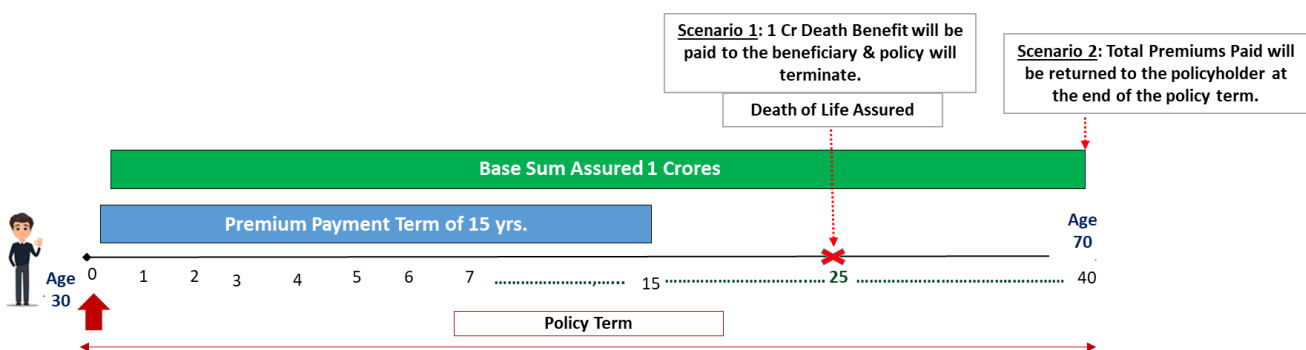 Scenario 1: 1 Cr Death Benefit will be
paid to the beneficiary & policy will
terminate.
Scenario 2: Total Premiums Paid will
be returned to the policyholder at
the end of the policy term.
Death of Life Assured
Base Sum Assured 1 Crores
Premium Payment Term of 15 yrs.
Age
70
Age
30
0 1 2 3 4 5 6 7 ......................,...... 15 ........................................ 25 ..................................................... 40
Policy Term